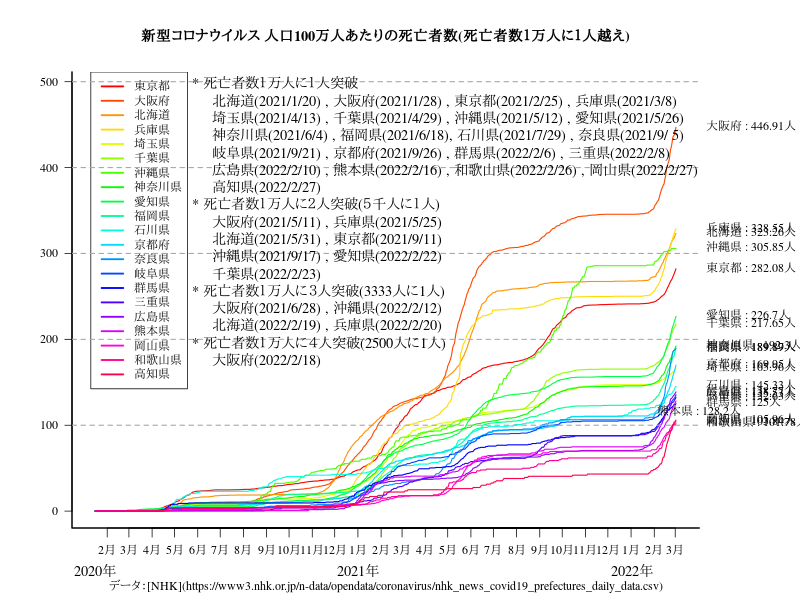 新型コロナウイルス 人口100万人あたりの死亡者数(死亡者数1万人に1人越え)
500
400
300
200
100
0
東京都
大阪府
北海道
兵庫県
埼玉県
千葉県
沖縄県
神奈川県
愛知県
福岡県
石川県
京都府
奈良県
岐阜県
群馬県
三重県
広島県
熊本県
岡山県
和歌山県
高知県
* 死亡者数1万人に1人突破
北海道(2021/1/20) , 大阪府(2021/1/28) , 東京都(2021/2/25) , 兵庫県(2021/3/8)
埼玉県(2021/4/13) , 千葉県(2021/4/29) , 沖縄県(2021/5/12) , 愛知県(2021/5/26)
神奈川県(2021/6/4) , 福岡県(2021/6/18), 石川県(2021/7/29) , 奈良県(2021/9/ 5)
岐阜県(2021/9/21) , 京都府(2021/9/26) , 群馬県(2022/2/6) , 三重県(2022/2/8)
広島県(2022/2/10) , 熊本県(2022/2/16) , 和歌山県(2022/2/26) , 岡山県(2022/2/27)
高知県(2022/2/27)
* 死亡者数1万人に2人突破(5千人に1人)
大阪府(2021/5/11) , 兵庫県(2021/5/25)
北海道(2021/5/31) , 東京都(2021/9/11)
沖縄県(2021/9/17) , 愛知県(2022/2/22)
千葉県(2022/2/23)
* 死亡者数1万人に3人突破(3333人に1人)
大阪府(2021/6/28) , 沖縄県(2022/2/12)
北海道(2022/2/19) , 兵庫県(2022/2/20)
* 死亡者数1万人に4人突破(2500人に1人)
大阪府(2022/2/18)
大阪府 : 446.91人
兵庫県 : 328.55人
沖縄県 : 305.85人
東京都 : 282.08人
愛知県 : 226.7人
千葉県 : 217.65人
京都府 : 169.05人
埼玉県 : 163.96人
石川県 : 145.33人
群馬県 : 125人
熊本県 : 128.2人
2月 3月 4月 5月 6月 7月 8月 9月 10月 11月 12月 1月 2月 3月 4月 5月 6月 7月 8月 9月 10月 11月 12月 1月 2月 3月
2020年 2021年 2022年
データ:[NHK](https://www3.nhk.or.jp/n-data/opendata/coronavirus/nhk_news_covid19_prefectures_daily_data.csv)